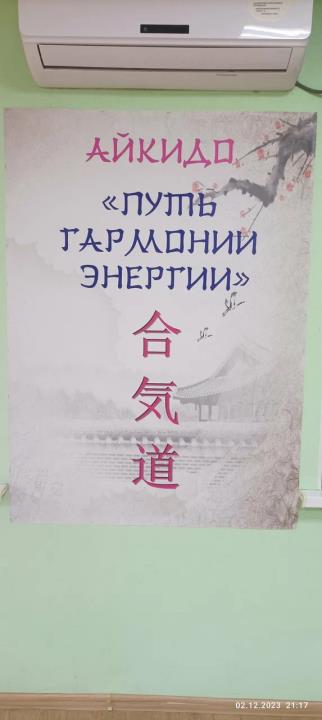 АЙКИДО
«ПУТЬ
ГАРМОНИИ
ЭНЕРГИИ»
合
気
道
02.12.2023 21:17